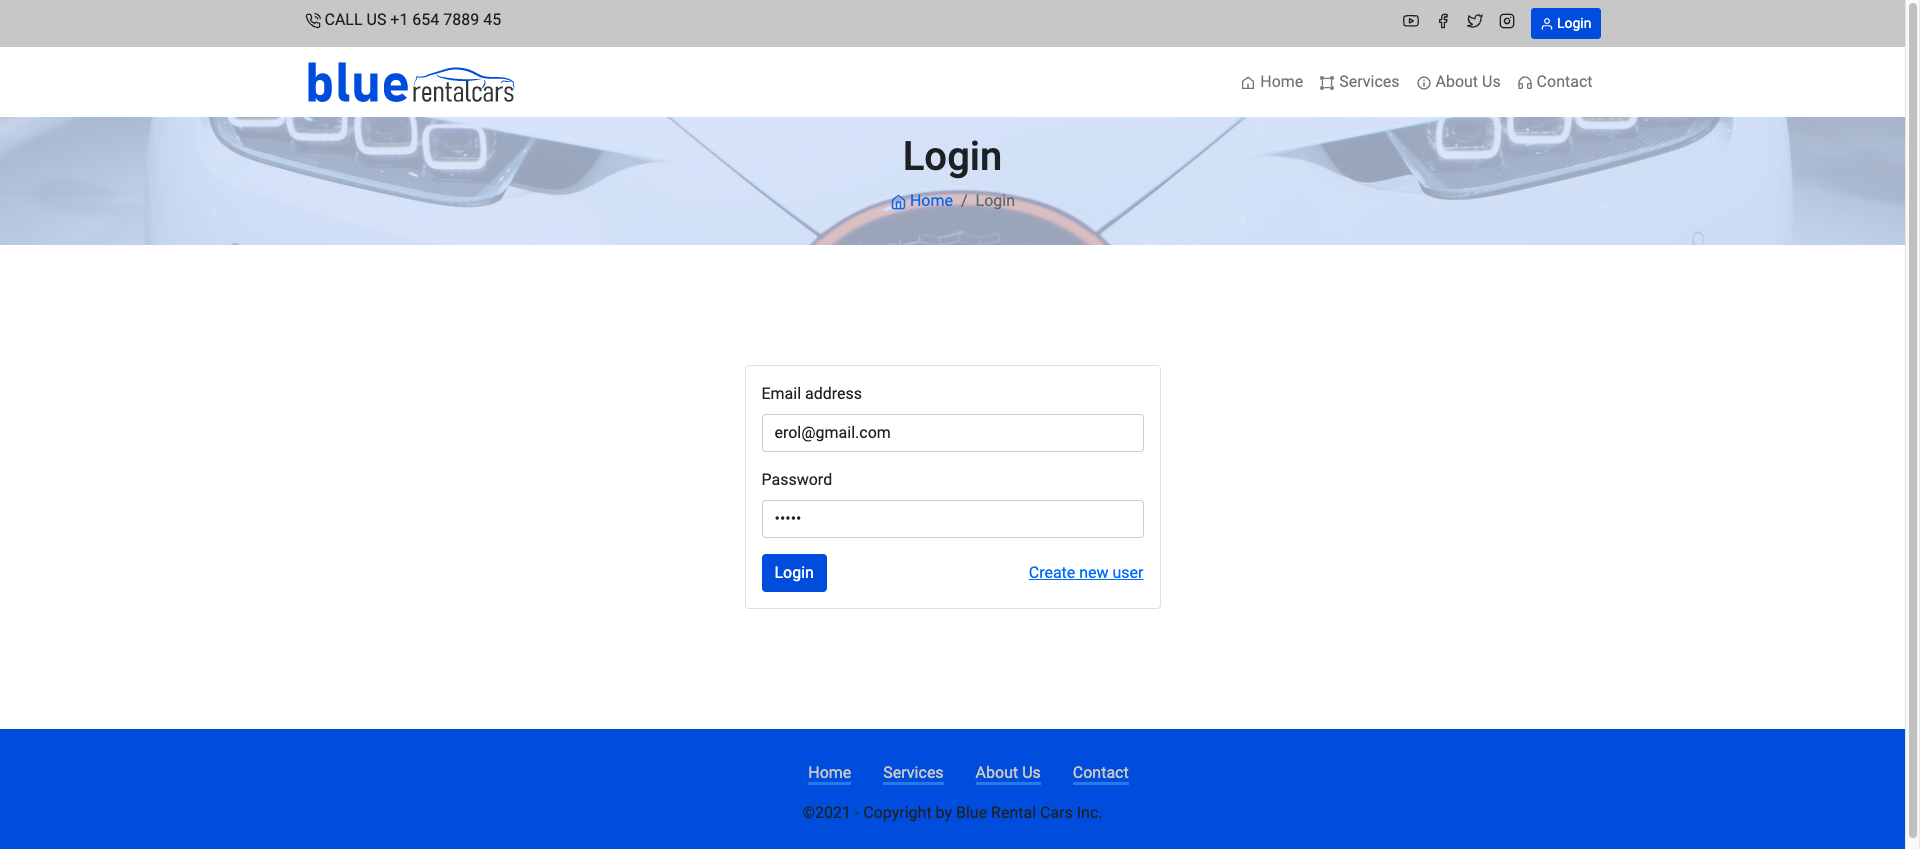 CALL US +1 654 7889 45
Login
blue rentalcars
Home Services About Us Contact
Login
Home / Login
Email address
erol@gmail.com
Password
•••••
Login Create new user
Home Services About Us Contact
©2021 - Copyright by Blue Rental Cars Inc.